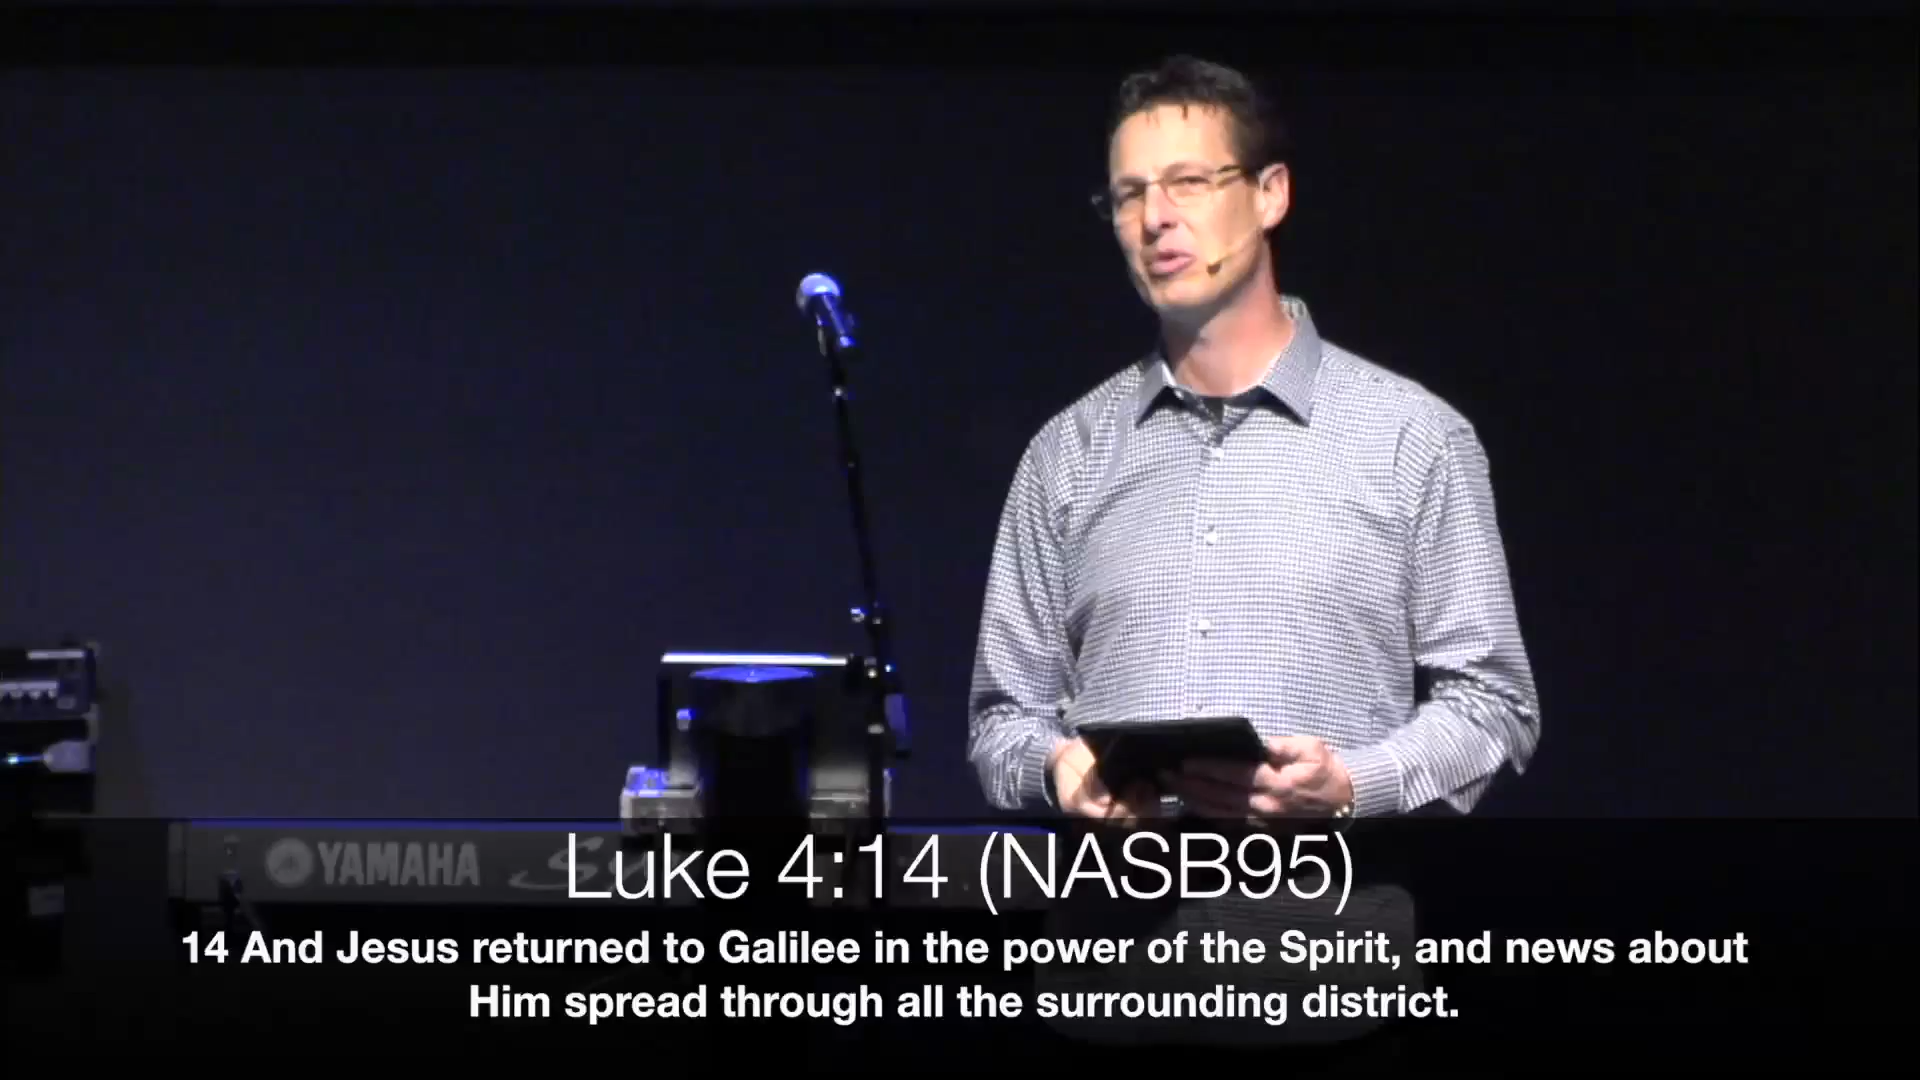 YAMAHA
Luke 4:14 (NASB95)
14 And Jesus returned to Galilee in the power of the Spirit, and news about
Him spread through all the surrounding district.